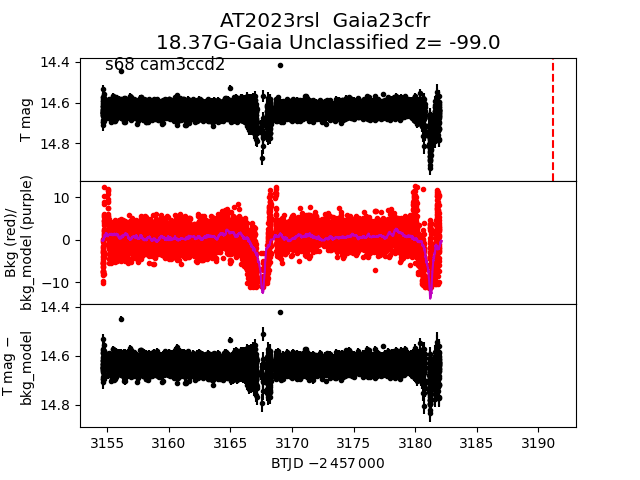 AT2023rsl  Gaia23cfr
18.37G-Gaia Unclassified z= -99.0
s68 cam3ccd2
14.4
14.6
14.8
T mag
10
0
−10
Bkg (red)/
bkg_model (purple)
14.4
14.6
14.8
T mag −
bkg_model
3155 3160 3165 3170 3175 3180 3185 3190
BTJD −2 457 000